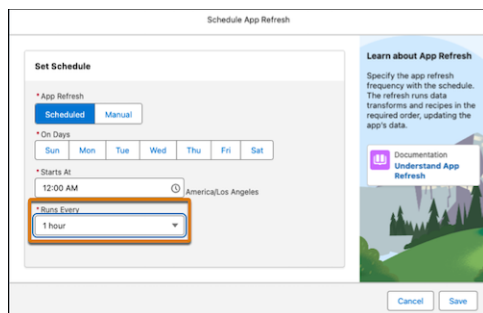 Schedule App Refresh
Set Schedule
* App Refresh
Scheduled Manual
* On Days
Sun Mon Tue Wed Thu Fri Sat
* Starts At
12:00 AM America/Los Angeles
* Runs Every
1 hour
Learn about App Refresh
Specify the app refresh
frequency with the schedule.
The refresh runs data
transforms and recipes in the
required order, updating the
app's data.
Documentation
Understand App
Refresh
Cancel Save